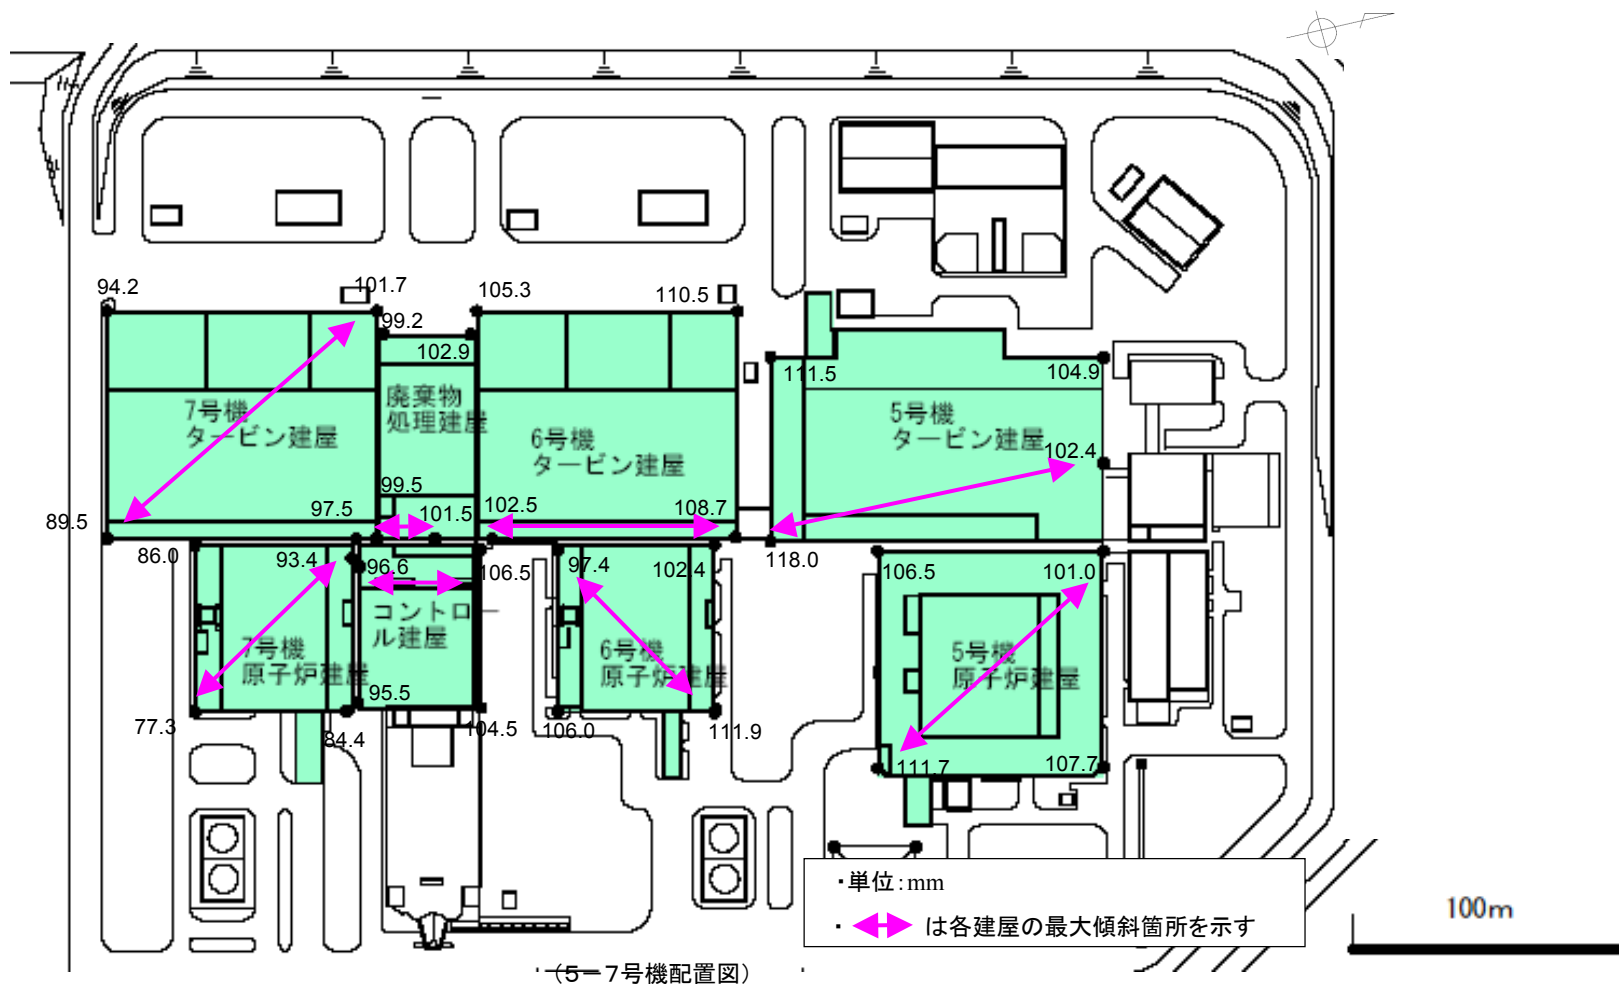 94.2
101.7
105.3
110.5
99.2
102.9
111.5
104.9
7号機
タービン建屋
廃棄物
処理建屋
6号機
タービン建屋
5号機
タービン建屋
102.4
99.5
97.5
101.5
102.5
108.7
89.5
86.0
93.4
96.6
106.5
97.4
102.4
118.0
106.5
101.0
コントロー
ル建屋
7号機
原子炉建屋
6号機
原子炉建屋
5号機
原子炉建屋
95.5
77.3
84.4
104.5
106.0
111.9
111.7
107.7
・単位:mm
・は各建屋の最大傾斜箇所を示す
100m
(5-7号機配置図)